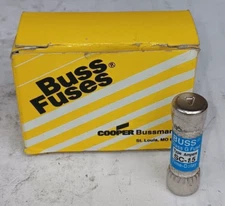 Buss®
Fuses
COOPER Bussmann
St. Louis, MO
BUSS
SC-15